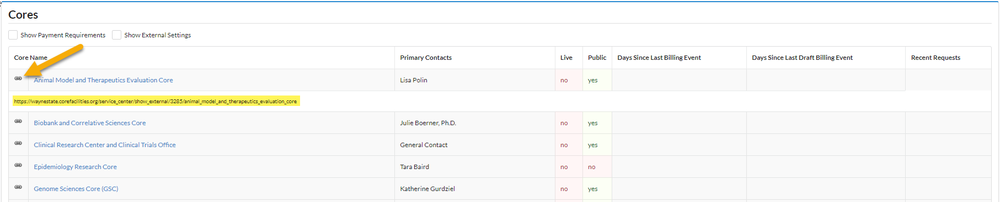 Cores
Show Payment Requirements Show External Settings
Core Name Primary Contacts Live Public Days Since Last Billing Event Days Since Last Draft Billing Event Recent Requests
Animal Model and Therapeutics Evaluation Core Lisa Polin no yes
https://waynestate.corefacilities.org/service_center/show_external/3285/animal_model_and_therapeutics_evaluation_core
Biobank and Correlative Sciences Core Julie Boerner, Ph.D. no yes
Clinical Research Center and Clinical Trials Office General Contact no yes
Epidemiology Research Core Tara Baird no no
Genome Sciences Core (GSC) Katherine Gurdziel no yes